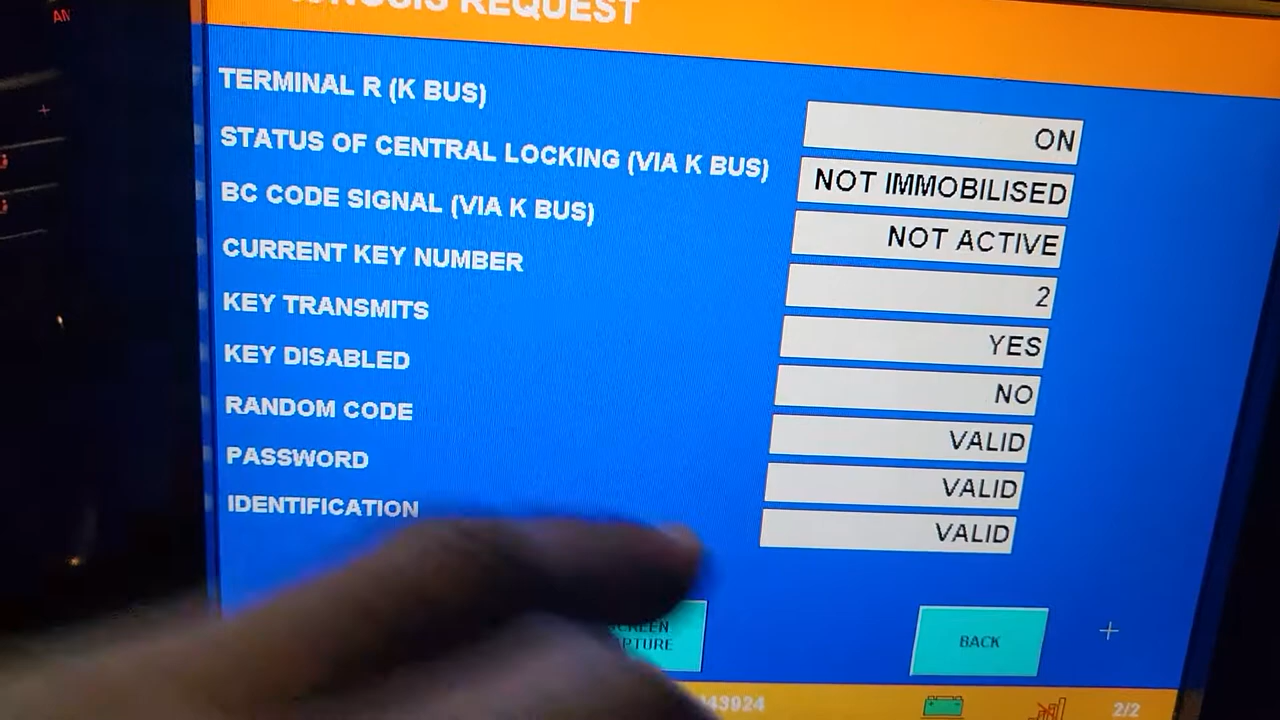 REQUEST
TERMINAL R (K BUS)
ON
STATUS OF CENTRAL LOCKING (VIA K BUS)
NOT IMMOBILISED
BC CODE SIGNAL (VIA K BUS)
NOT ACTIVE
CURRENT KEY NUMBER
2
KEY TRANSMITS
YES
KEY DISABLED
NO
RANDOM CODE
VALID
PASSWORD
VALID
IDENTIFICATION
VALID
SCREEN
BACK
2/2